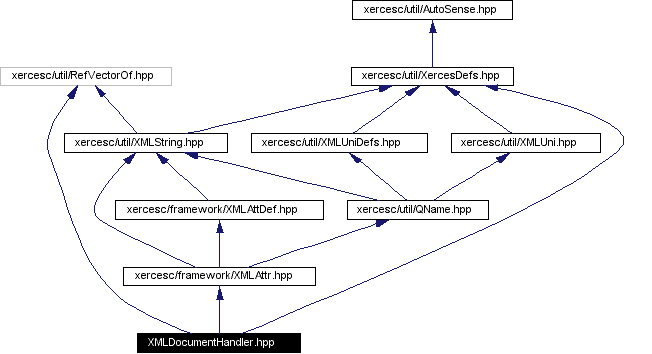 xercesc/util/AutoSense.hpp
xercesc/util/RefVectorOf.hpp
xercesc/util/XercesDefs.hpp
xercesc/util/XMLString.hpp
xercesc/util/XMLUniDefs.hpp
xercesc/util/XMLUni.hpp
xercesc/framework/XMLAttDef.hpp
xercesc/util/QName.hpp
xercesc/framework/XMLAttr.hpp
XMLDocumentHandler.hpp